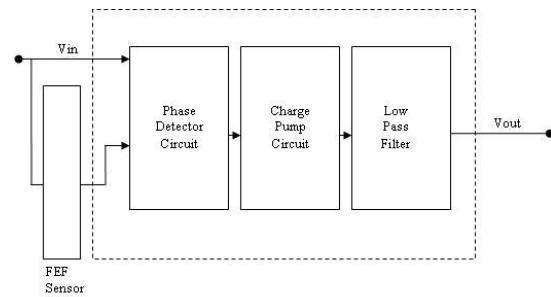 Vin
Phase
Detector
Circuit
Charge
Pump
Circuit
Low
Pass
Filter
Vout
FEF
Sensor